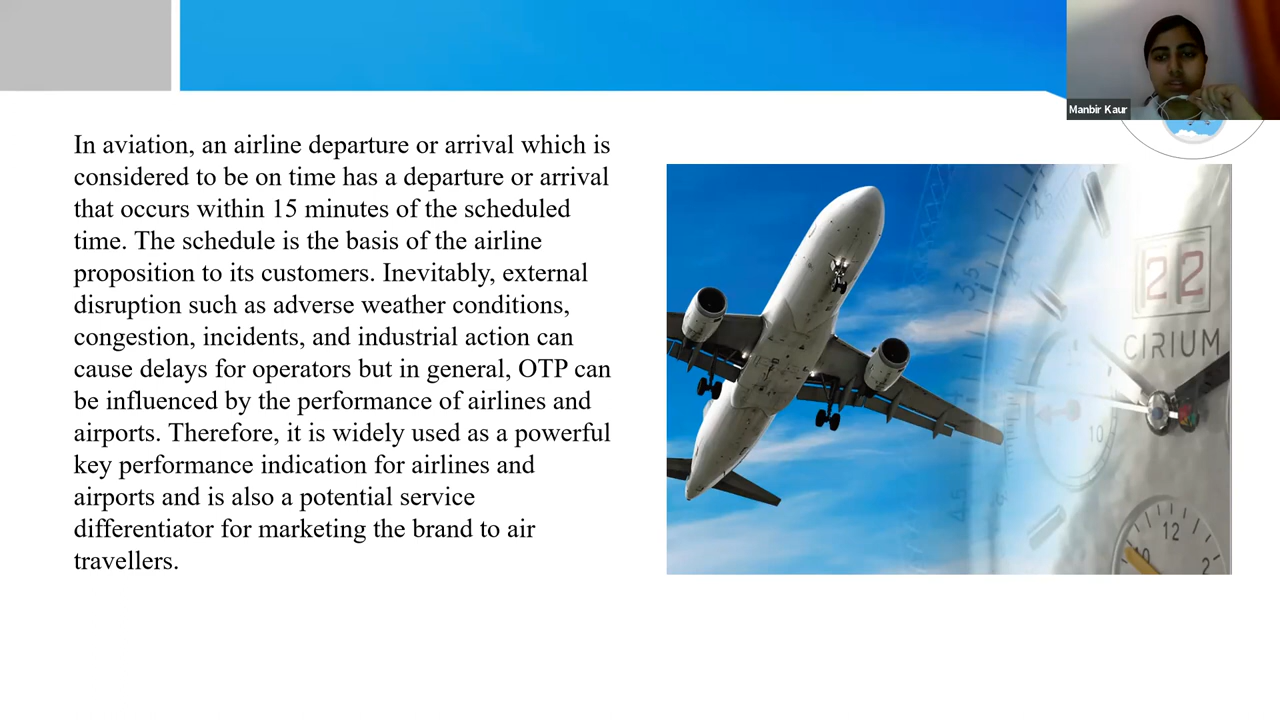 Manbir Kaur
In aviation, an airline departure or arrival which is
considered to be on time has a departure or arrival
that occurs within 15 minutes of the scheduled
time. The schedule is the basis of the airline
proposition to its customers. Inevitably, external
disruption such as adverse weather conditions,
congestion, incidents, and industrial action can
cause delays for operators but in general, OTP can
be influenced by the performance of airlines and
airports. Therefore, it is widely used as a powerful
key performance indication for airlines and
airports and is also a potential service
differentiator for marketing the brand to air
travellers.
22
CIRIUM
10
12
2